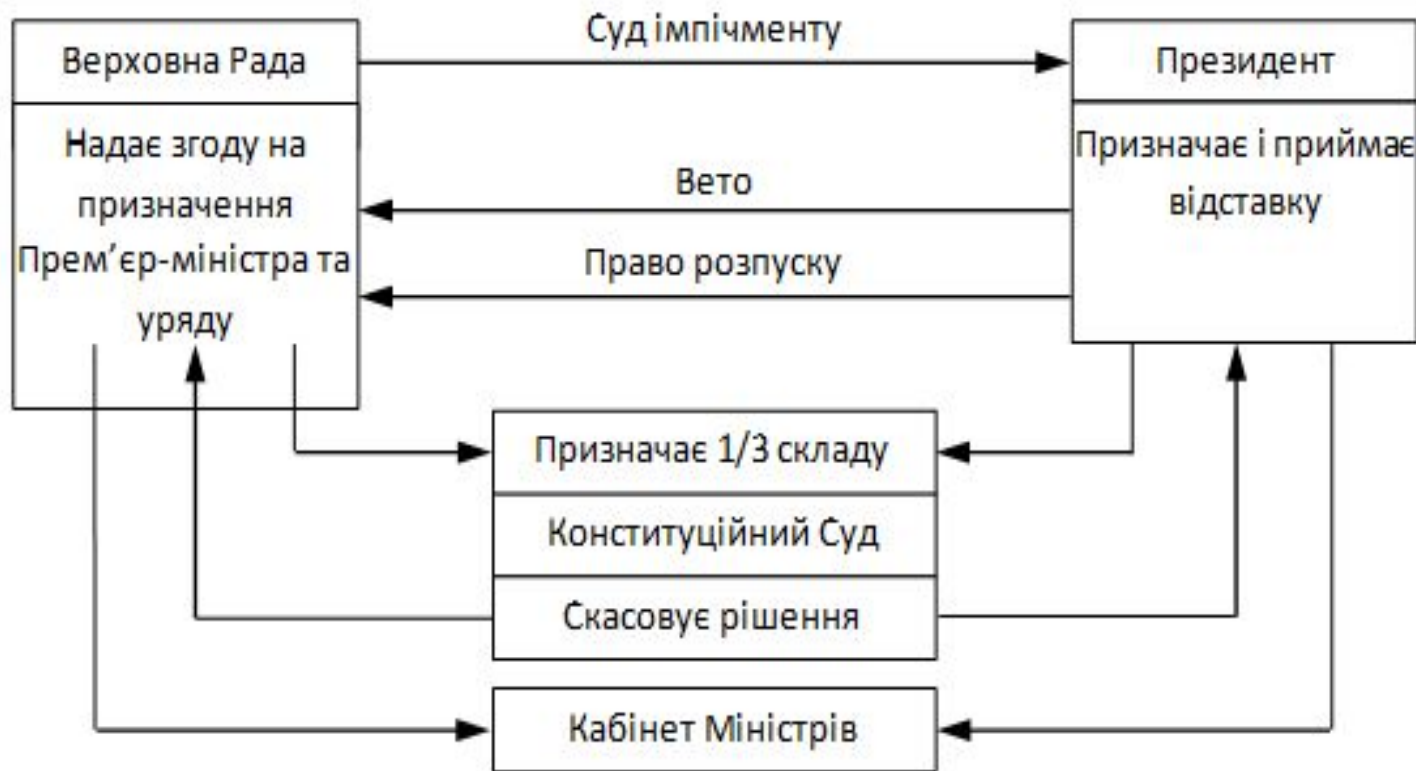 Суд імпічменту
Верховна Рада
Президент
Надає згоду на
призначення
Прем’єр-міністра та
уряду
Призначає і приймає
відставку
Вето
Право розпуску
Призначає 1/3 складу
Конституційний Суд
Скасовує рішення
Кабінет Міністрів